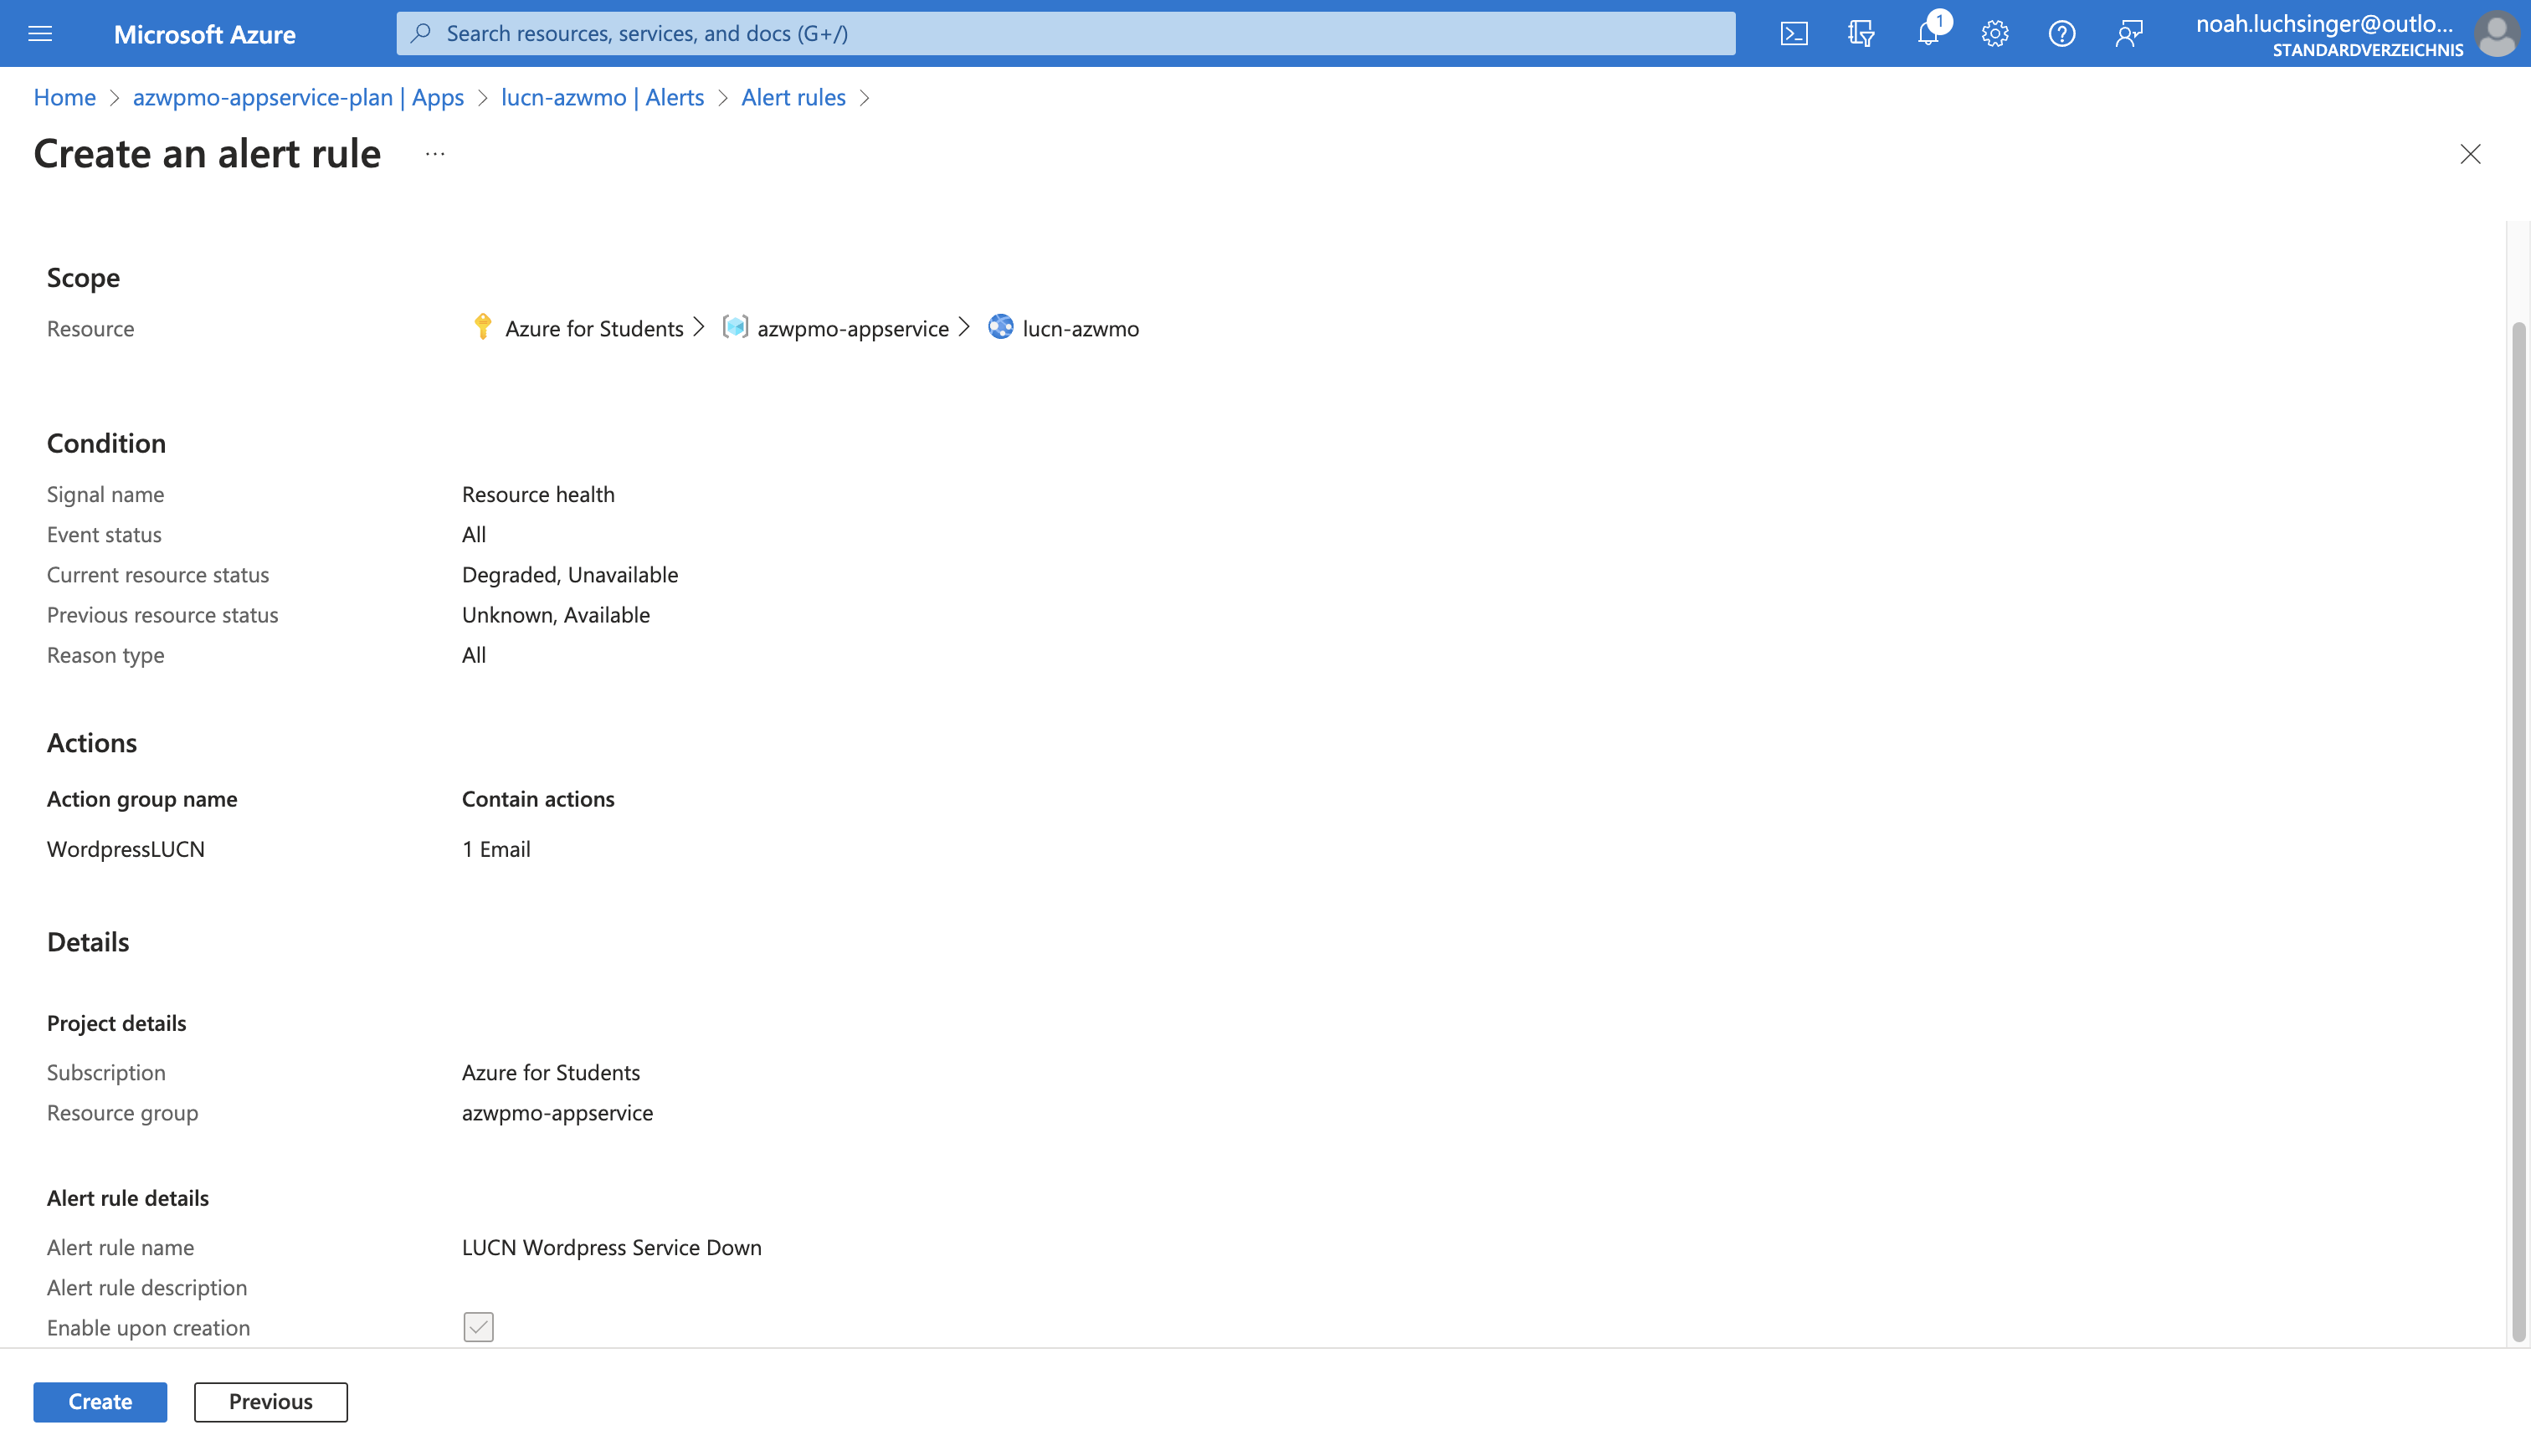 Microsoft Azure
Search resources, services, and docs (G+/)
1
noah.luchsinger@outlo...
STANDARDVERZEICHNIS
Home > azwpmo-appservice-plan | Apps > lucn-azwmo | Alerts > Alert rules >
Create an alert rule ...
Scope
Resource Azure for Students > azwpmo-appservice > lucn-azwmo
Condition
Signal name Resource health
Event status All
Current resource status Degraded, Unavailable
Previous resource status Unknown, Available
Reason type All
Actions
Action group name Contain actions
WordpressLUCN 1 Email
Details
Project details
Subscription Azure for Students
Resource group azwpmo-appservice
Alert rule details
Alert rule name LUCN Wordpress Service Down
Alert rule description
Enable upon creation
Create Previous